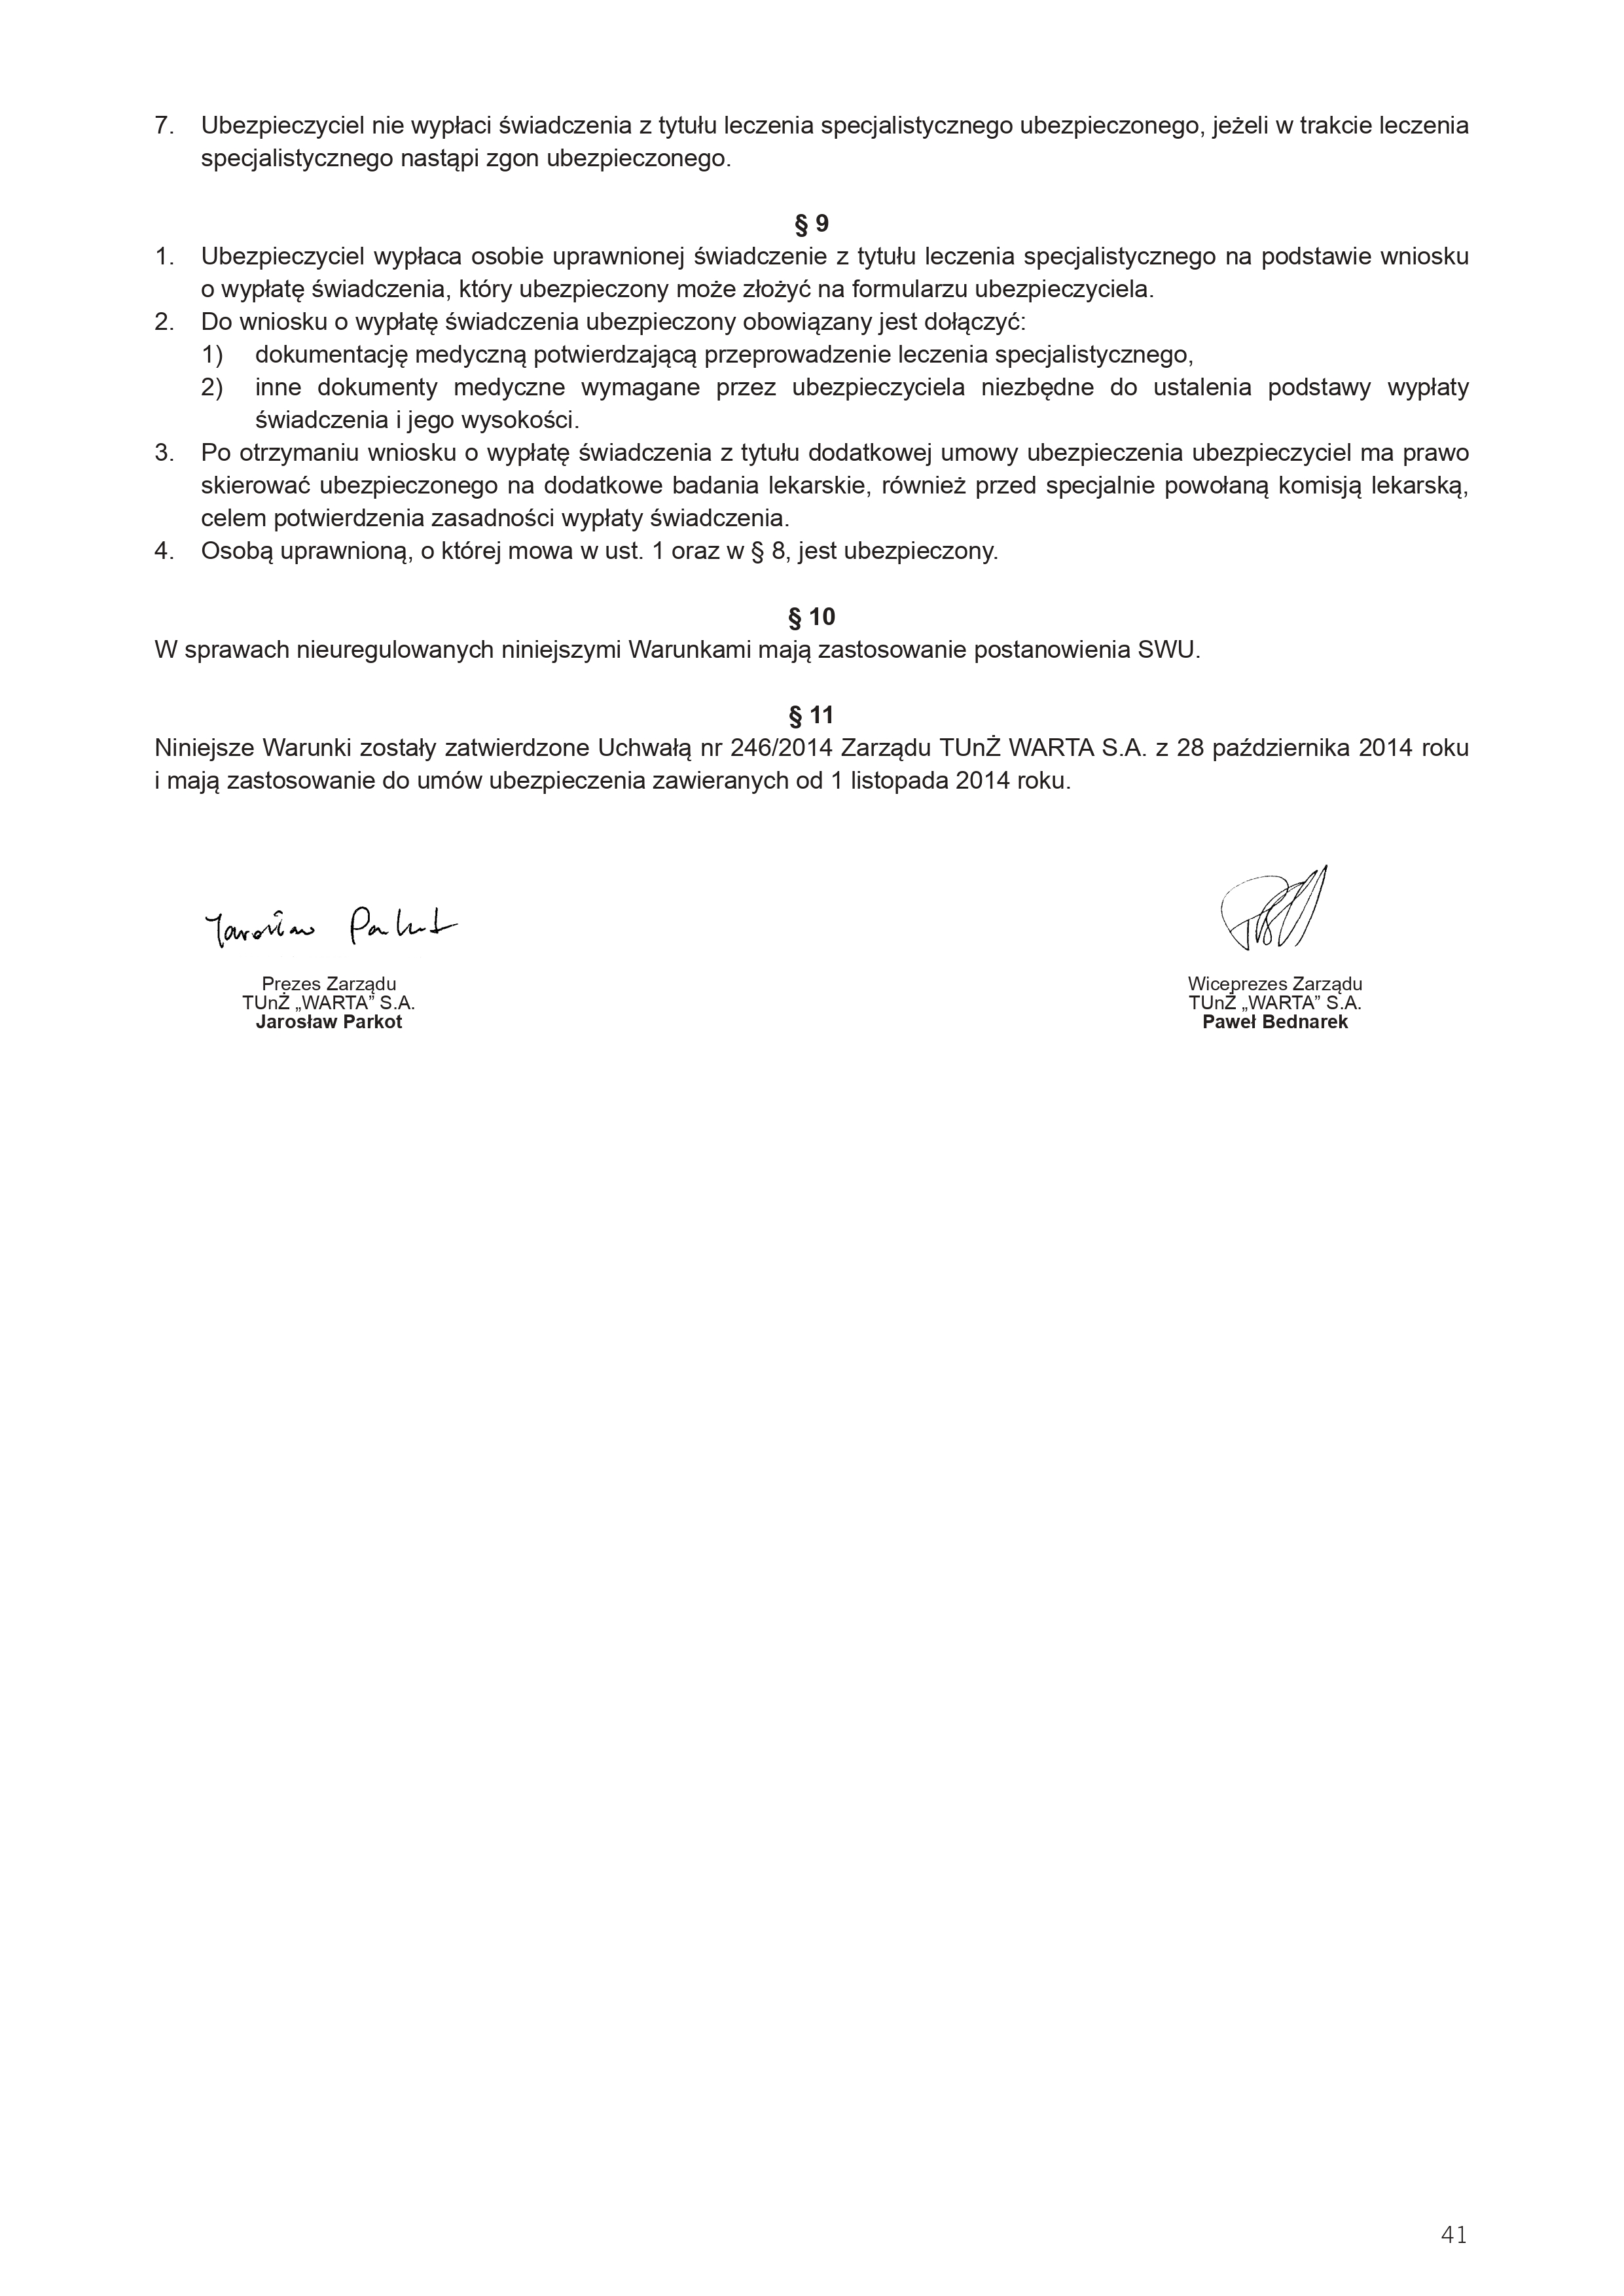 7. Ubezpieczyciel nie wypłaci świadczenia z tytułu leczenia specjalistycznego ubezpieczonego, jeżeli w trakcie leczenia
specjalistycznego nastąpi zgon ubezpieczonego.
§ 9
1. Ubezpieczyciel wypłaca osobie uprawnionej świadczenie z tytułu leczenia specjalistycznego na podstawie wniosku
o wypłatę świadczenia, który ubezpieczony może złożyć na formularzu ubezpieczyciela.
2. Do wniosku o wypłatę świadczenia ubezpieczony obowiązany jest dołączyć:
1) dokumentację medyczną potwierdzającą przeprowadzenie leczenia specjalistycznego,
2) inne dokumenty medyczne wymagane przez ubezpieczyciela niezbędne do ustalenia podstawy wypłaty
świadczenia i jego wysokości.
3. Po otrzymaniu wniosku o wypłatę świadczenia z tytułu dodatkowej umowy ubezpieczenia ubezpieczyciel ma prawo
skierować ubezpieczonego na dodatkowe badania lekarskie, również przed specjalnie powołaną komisją lekarską,
celem potwierdzenia zasadności wypłaty świadczenia.
4. Osobą uprawnioną, o której mowa w ust. 1 oraz w § 8, jest ubezpieczony.
§ 10
W sprawach nieuregulowanych niniejszymi Warunkami mają zastosowanie postanowienia SWU.
§ 11
Niniejsze Warunki zostały zatwierdzone Uchwałą nr 246/2014 Zarządu TUnŻ WARTA S.A. z 28 października 2014 roku
i mają zastosowanie do umów ubezpieczenia zawieranych od 1 listopada 2014 roku.
Jarosław Parkot
Prezes Zarządu
TUnŻ „WARTA” S.A.
Jarosław Parkot
Wiceprezes Zarządu
TUnŻ „WARTA” S.A.
Paweł Bednarek
41